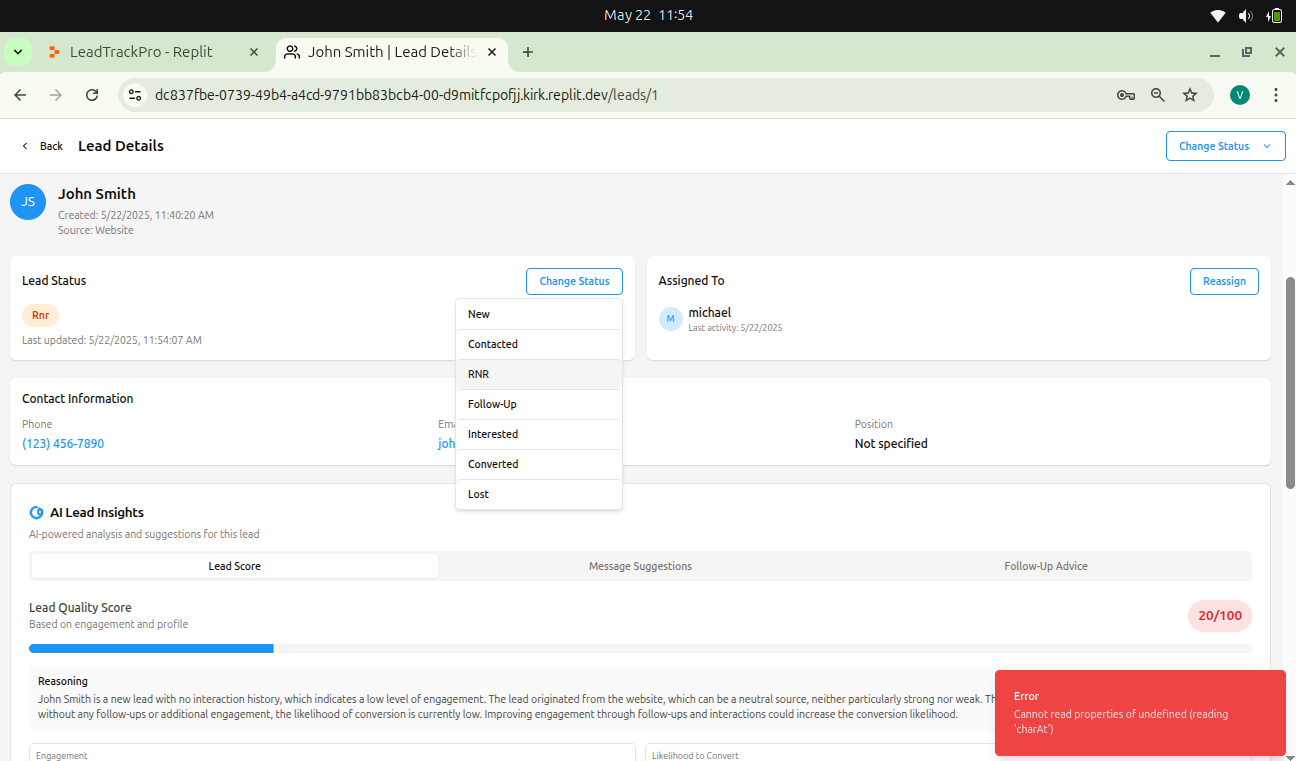 May 22 11:54
LeadTrackPro - Replit
John Smith | Lead Details
dc837fbe-0739-49b4-a4cd-9791bb83bcb4-00-d9mitfcpofjj.kirk.replit.dev/leads/1
V
Back
Lead Details
Change Status
JS
John Smith
Created: 5/22/2025, 11:40:20 AM
Source: Website
Lead Status
Change Status
Rnr
Last updated: 5/22/2025, 11:54:07 AM
New
Contacted
RNR
Follow-Up
Interested
Converted
Lost
Assigned To
Reassign
M
michael
Last activity: 5/22/2025
Contact Information
Phone
(123) 456-7890
Ema
joh
Position
Not specified
AI Lead Insights
AI-powered analysis and suggestions for this lead
Lead Score
Message Suggestions
Follow-Up Advice
Lead Quality Score
Based on engagement and profile
20/100
Reasoning
John Smith is a new lead with no interaction history, which indicates a low level of engagement. The lead originated from the website, which can be a neutral source, neither particularly strong nor weak.
without any follow-ups or additional engagement, the likelihood of conversion is currently low. Improving engagement through follow-ups and interactions could increase the conversion likelihood.
Engagement
Likelihood to Convert
Error
Cannot read properties of undefined (reading
'charAt')